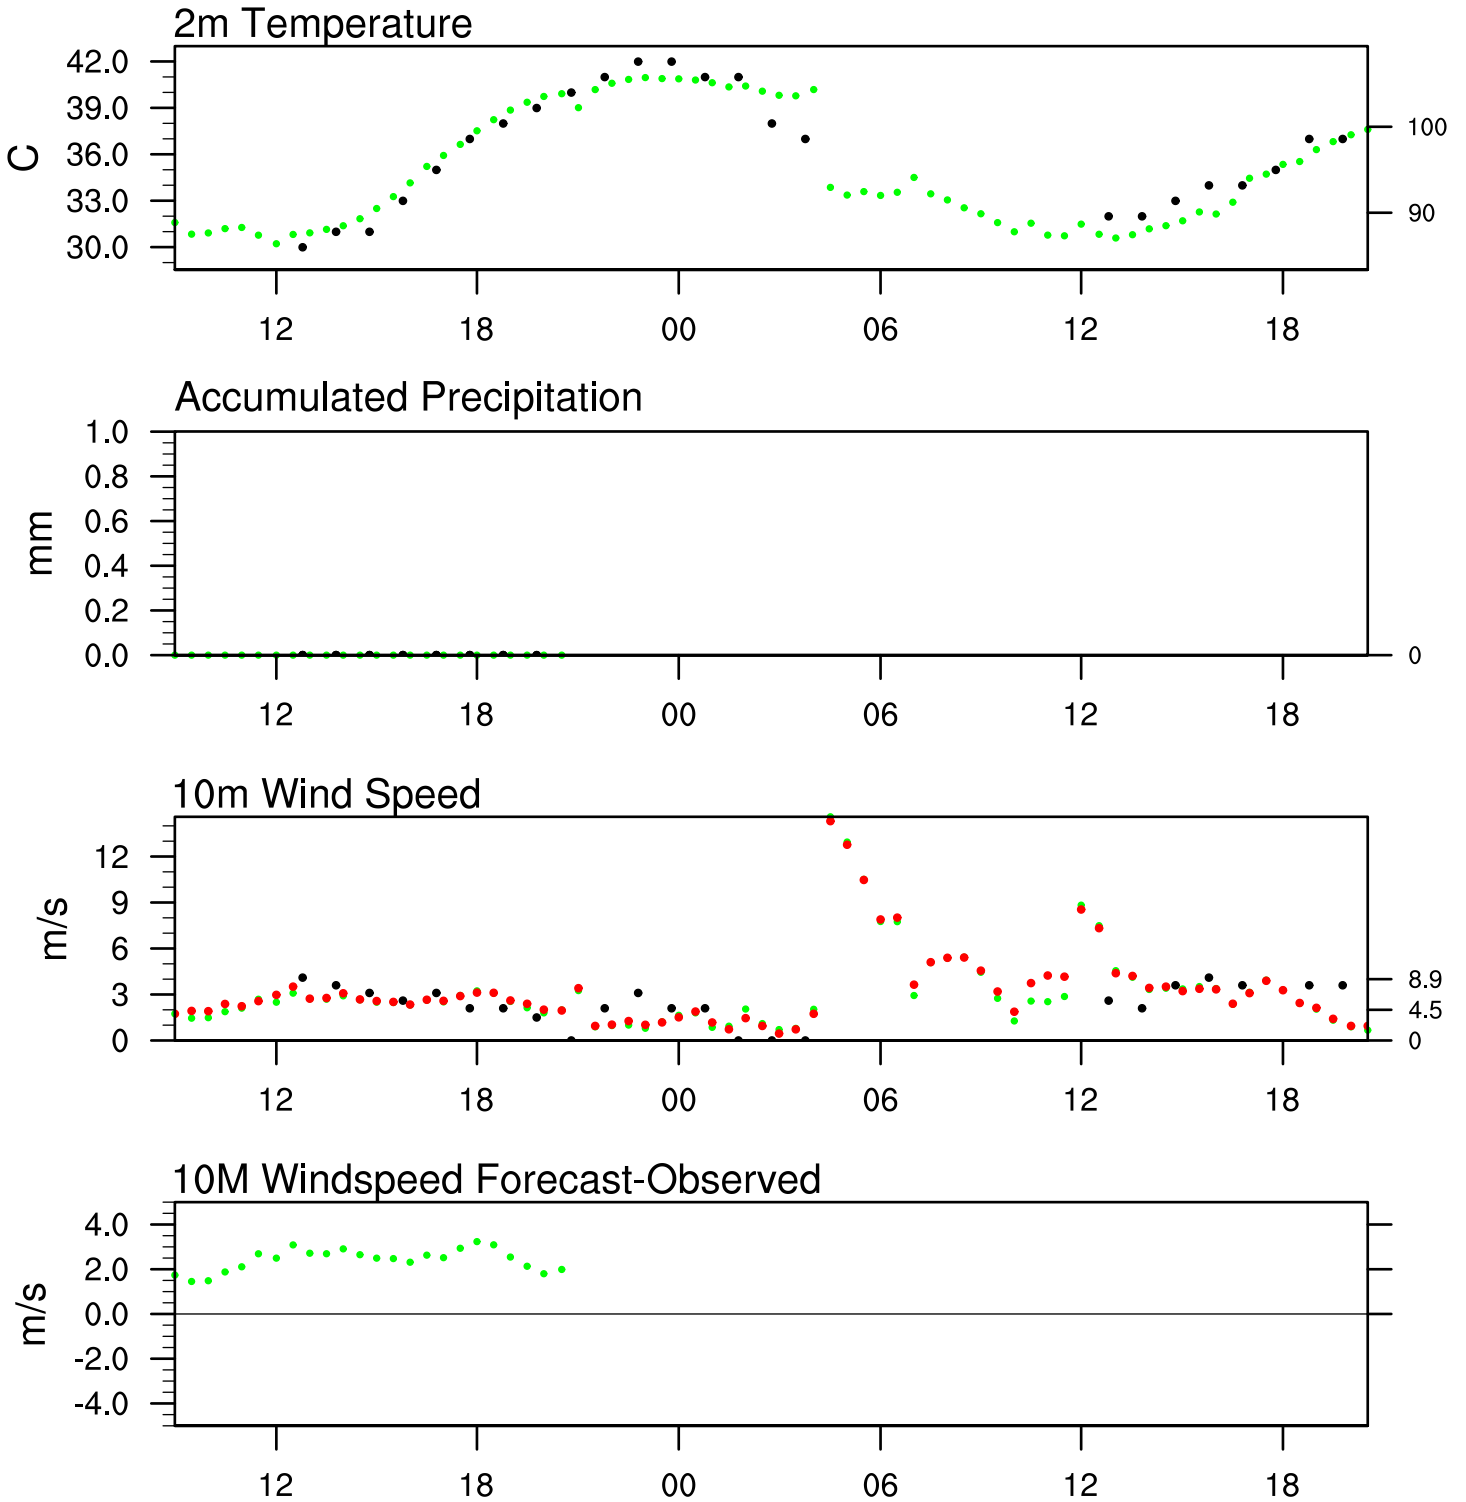 2m Temperature
42.0
39.0
36.0
33.0
30.0
C
100
90
12 18 00 06 12 18
Accumulated Precipitation
1.0
0.8
0.6
0.4
0.2
0.0
mm
0
12 18 00 06 12 18
10m Wind Speed
12
9
6
3
0
m/s
8.9
4.5
0
12 18 00 06 12 18
10M Windspeed Forecast-Observed
4.0
2.0
0.0
-2.0
-4.0
m/s
12 18 00 06 12 18